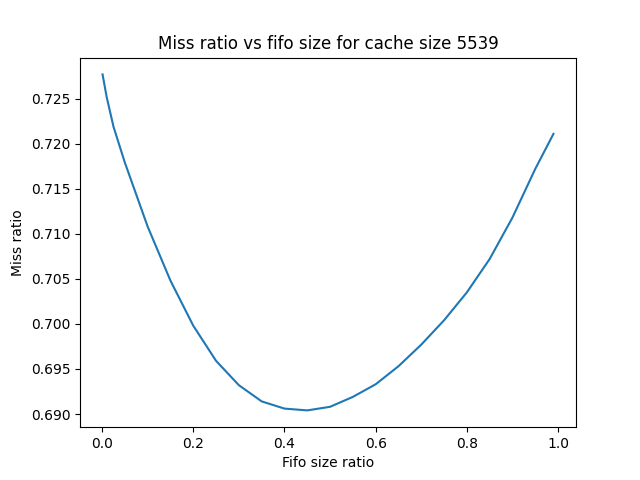 Miss ratio vs fifo size for cache size 5539
0.725
0.720
0.715
0.710
0.705
0.700
0.695
0.690
Miss ratio
0.0 0.2 0.4 0.6 0.8 1.0
Fifo size ratio